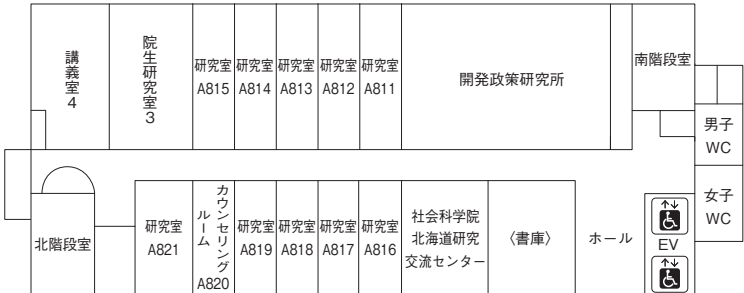 講義室4
院生研究室3
研究室
A815
研究室
A814
研究室
A813
研究室
A812
研究室
A811
開発政策研究所
南階段室
男子
WC
女子
WC
北階段室
研究室
A821
カウンセリング
ルーム
A820
研究室
A819
研究室
A818
研究室
A817
研究室
A816
社会科学院
北海道研究
交流センター
〈書庫〉
ホール
EV